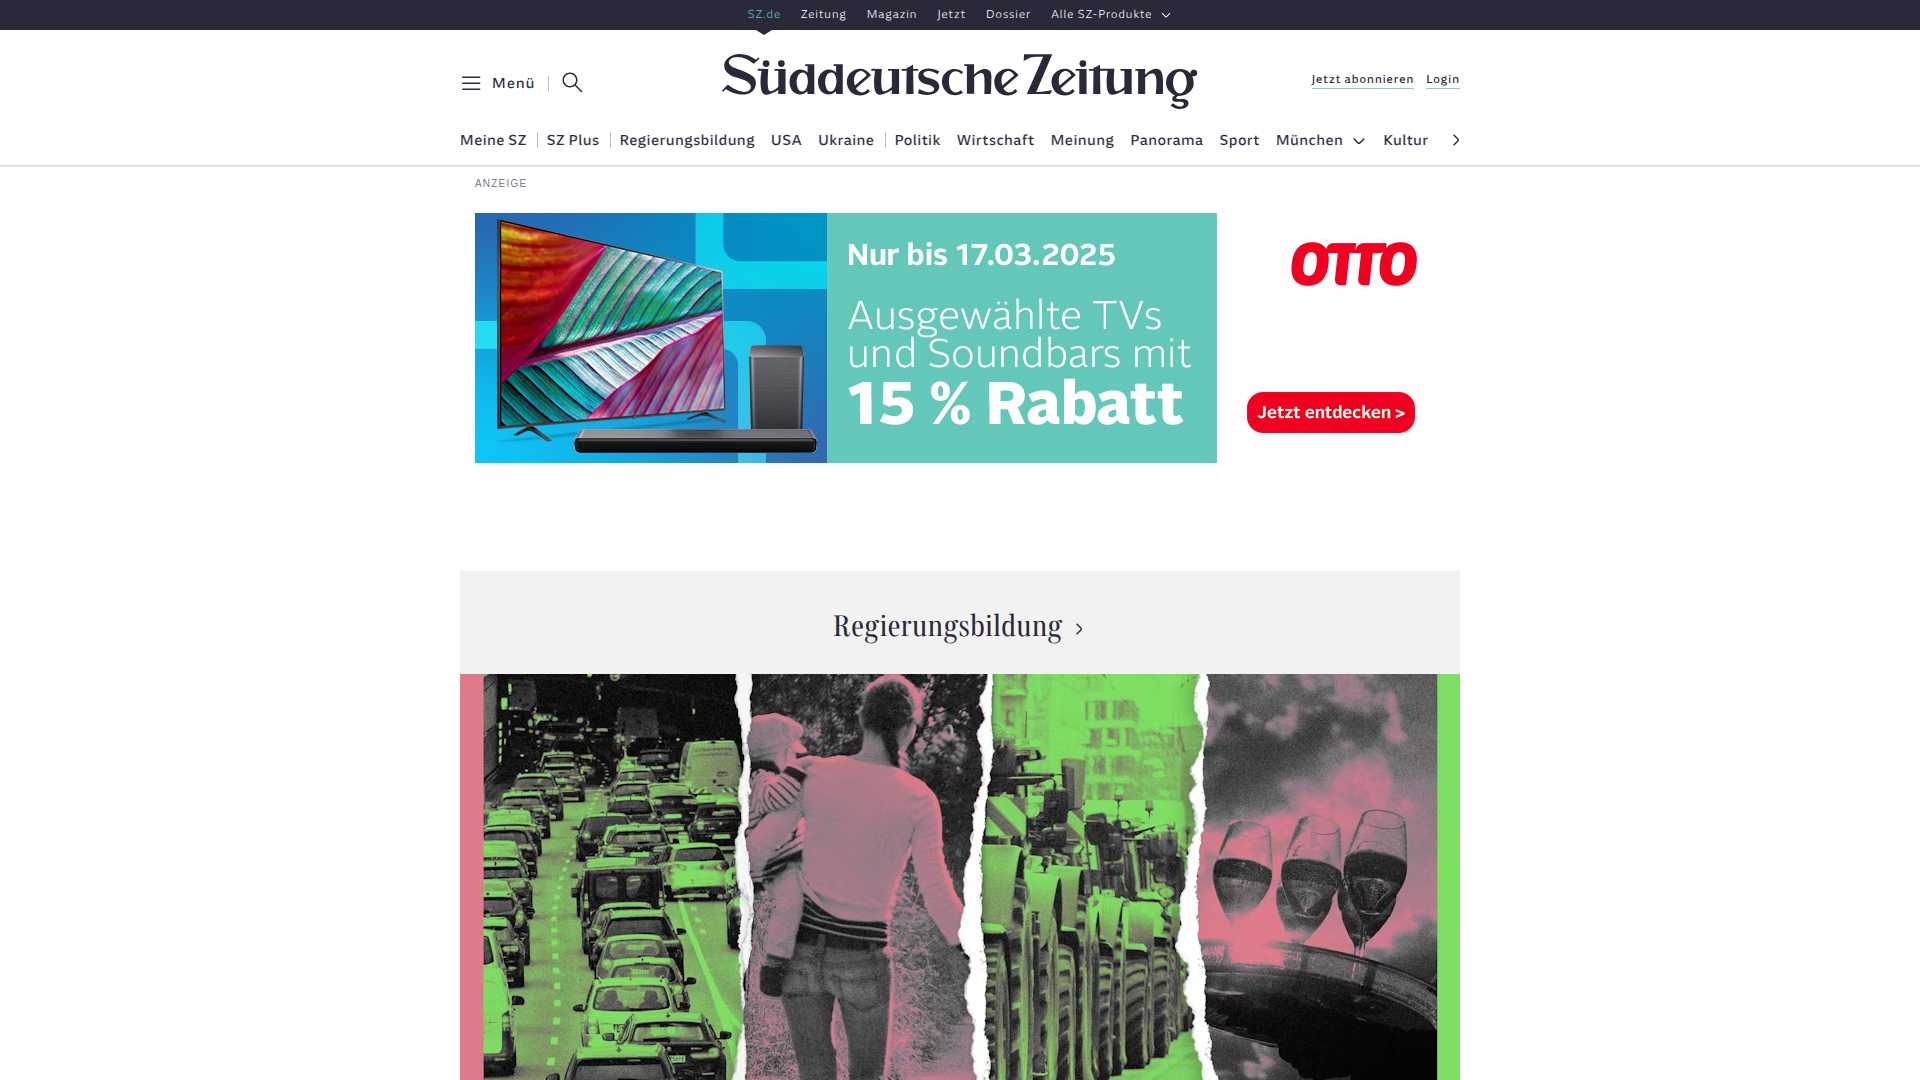 SZ.de Zeitung Magazin Jetzt Dossier Alle SZ-Produkte
Menü
Süddeutsche Zeitung
Jetzt abonnieren Login
Meine SZ SZ Plus Regierungsbildung USA Ukraine Politik Wirtschaft Meinung Panorama Sport München Kultur
ANZEIGE
Nur bis 17.03.2025
Ausgewählte TVs
und Soundbars mit
15 % Rabatt
OTTO
Jetzt entdecken >
Regierungsbildung